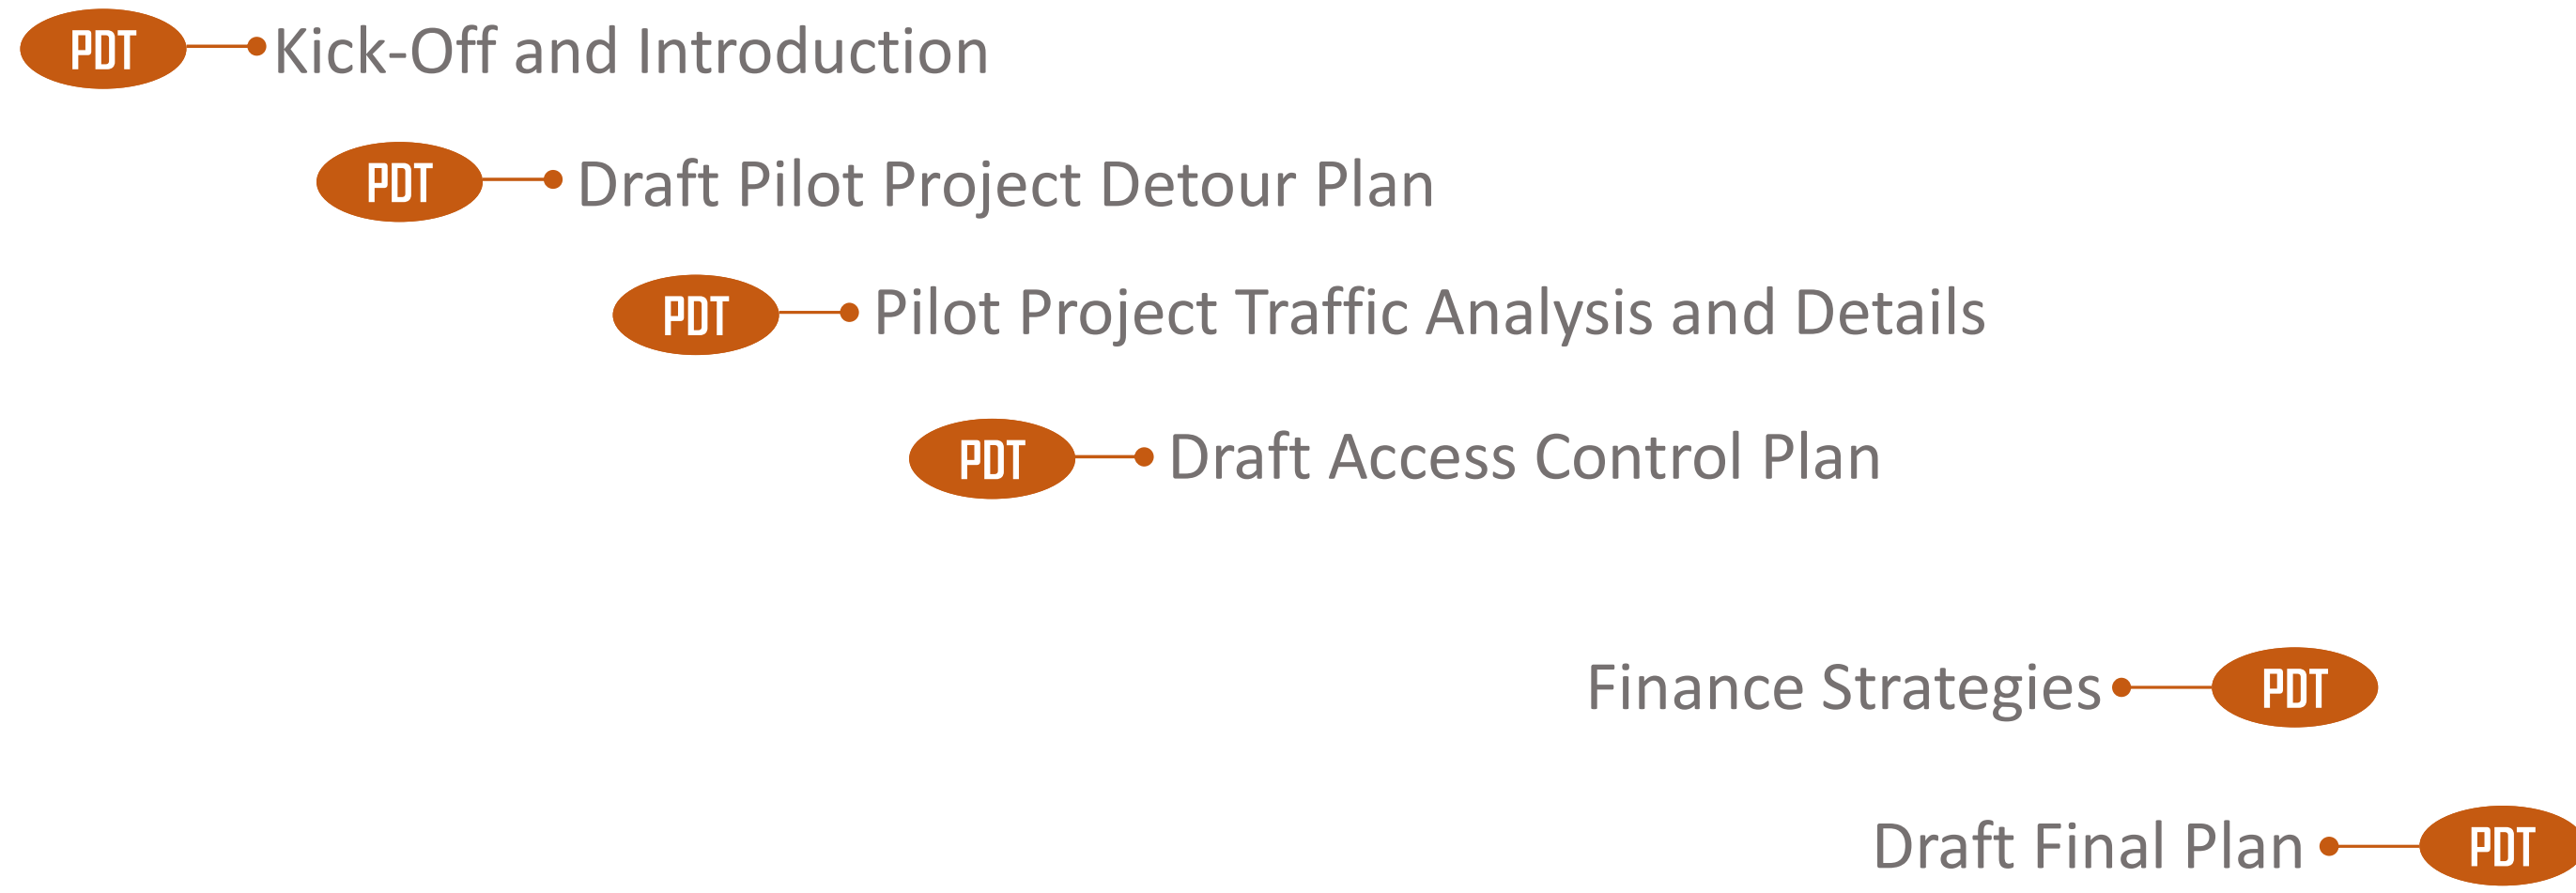 PDT Kick-Off and Introduction
PDT Draft Pilot Project Detour Plan
PDT Pilot Project Traffic Analysis and Details
PDT Draft Access Control Plan
Finance Strategies PDT
Draft Final Plan PDT